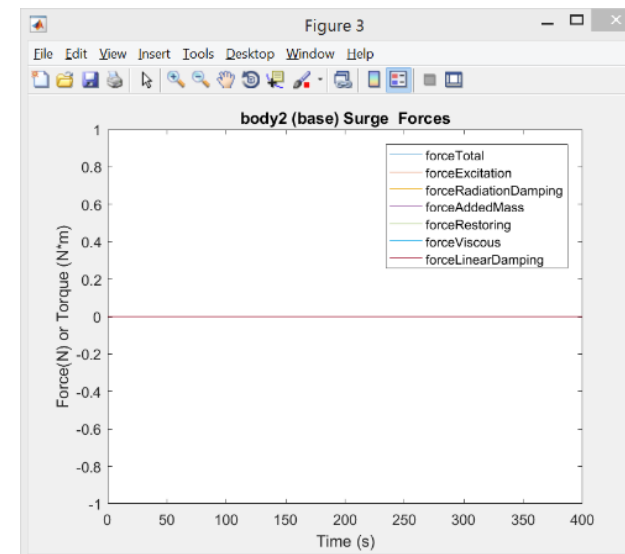 Figure 3
File Edit View Insert Tools Desktop Window Help
body2 (base) Surge Forces
forceTotal
forceExcitation
forceRadiationDamping
forceAddedMass
forceRestoring
forceViscous
forceLinearDamping
Force(N) or Torque (N*m)
1
0.8
0.6
0.4
0.2
0
-0.2
-0.4
-0.6
-0.8
-1
0 50 100 150 200 250 300 350 400
Time (s)